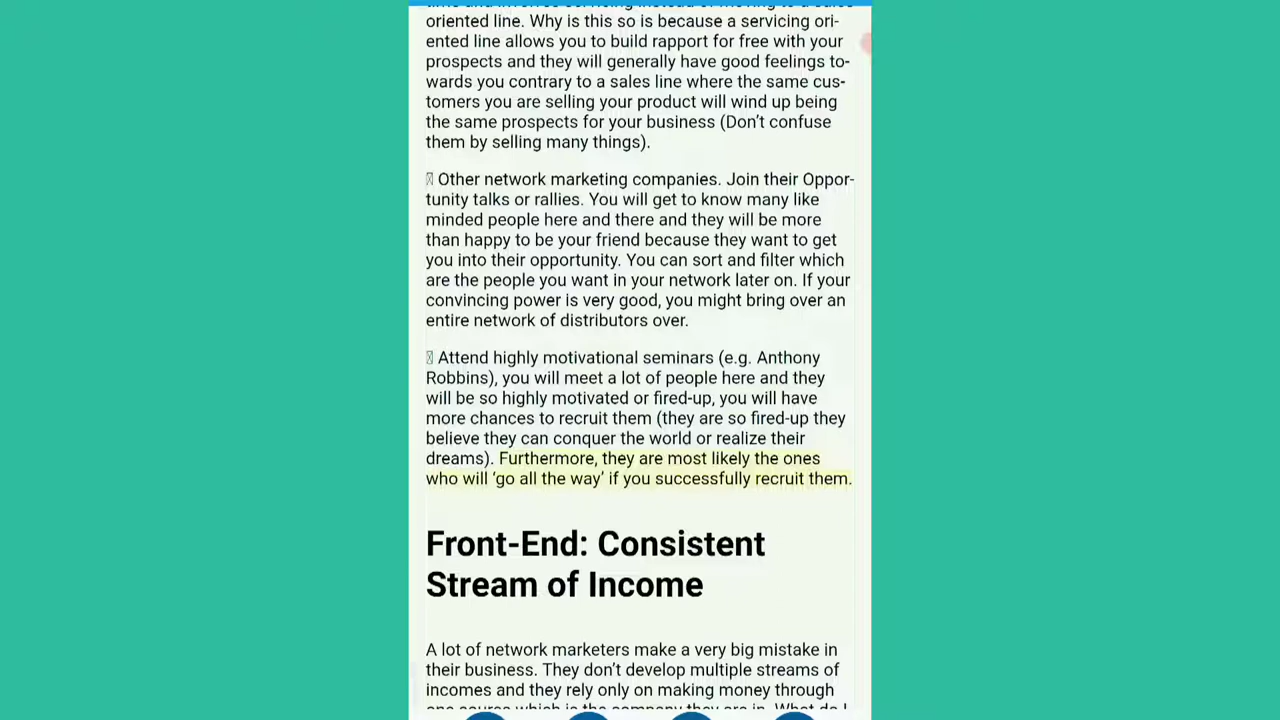 oriented line. Why is this so is because a servicing ori-
ented line allows you to build rapport for free with your
prospects and they will generally have good feelings to-
wards you contrary to a sales line where the same cus-
tomers you are selling your product will wind up being
the same prospects for your business (Don’t confuse
them by selling many things).
Other network marketing companies. Join their Oppor-
tunity talks or rallies. You will get to know many like
minded people here and there and they will be more
than happy to be your friend because they want to get
you into their opportunity. You can sort and filter which
are the people you want in your network later on. If your
convincing power is very good, you might bring over an
entire network of distributors over.
Attend highly motivational seminars (e.g. Anthony
Robbins), you will meet a lot of people here and they
will be so highly motivated or fired-up, you will have
more chances to recruit them (they are so fired-up they
believe they can conquer the world or realize their
dreams). Furthermore, they are most likely the ones
who will ‘go all the way’ if you successfully recruit them.
Front-End: Consistent
Stream of Income
A lot of network marketers make a very big mistake in
their business. They don’t develop multiple streams of
incomes and they rely only on making money through